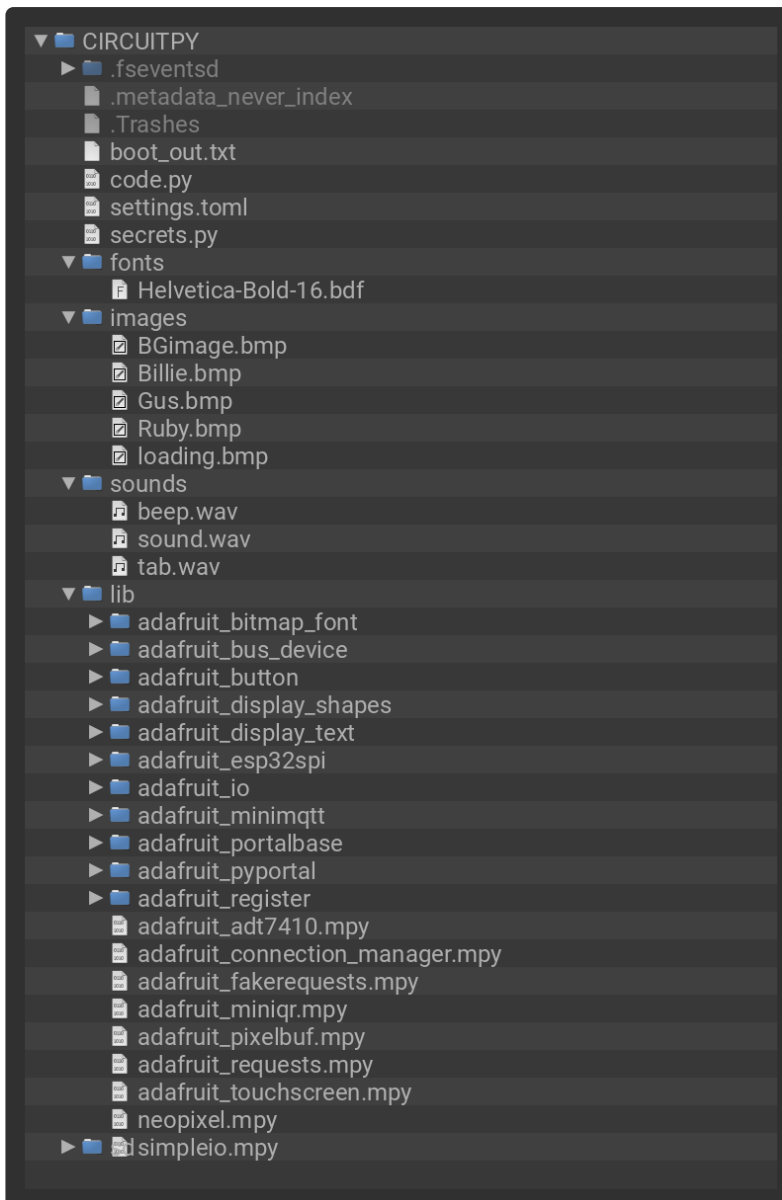 CIRCUITPY
.fseventsd
.metadata_never_index
.Trashes
boot_out.txt
code.py
settings.toml
secrets.py
fonts
Helvetica-Bold-16.bdf
images
BGimage.bmp
Billie.bmp
Gus.bmp
Ruby.bmp
loading.bmp
sounds
beep.wav
sound.wav
tab.wav
lib
adafruit_bitmap_font
adafruit_bus_device
adafruit_button
adafruit_display_shapes
adafruit_display_text
adafruit_esp32spi
adafruit_io
adafruit_minimqtt
adafruit_portalbase
adafruit_pyportal
adafruit_register
adafruit_adt7410.mpy
adafruit_connection_manager.mpy
adafruit_fakerequests.mpy
adafruit_miniqr.mpy
adafruit_pixelbuf.mpy
adafruit_requests.mpy
adafruit_touchscreen.mpy
neopixel.mpy
sd simpleio.mpy